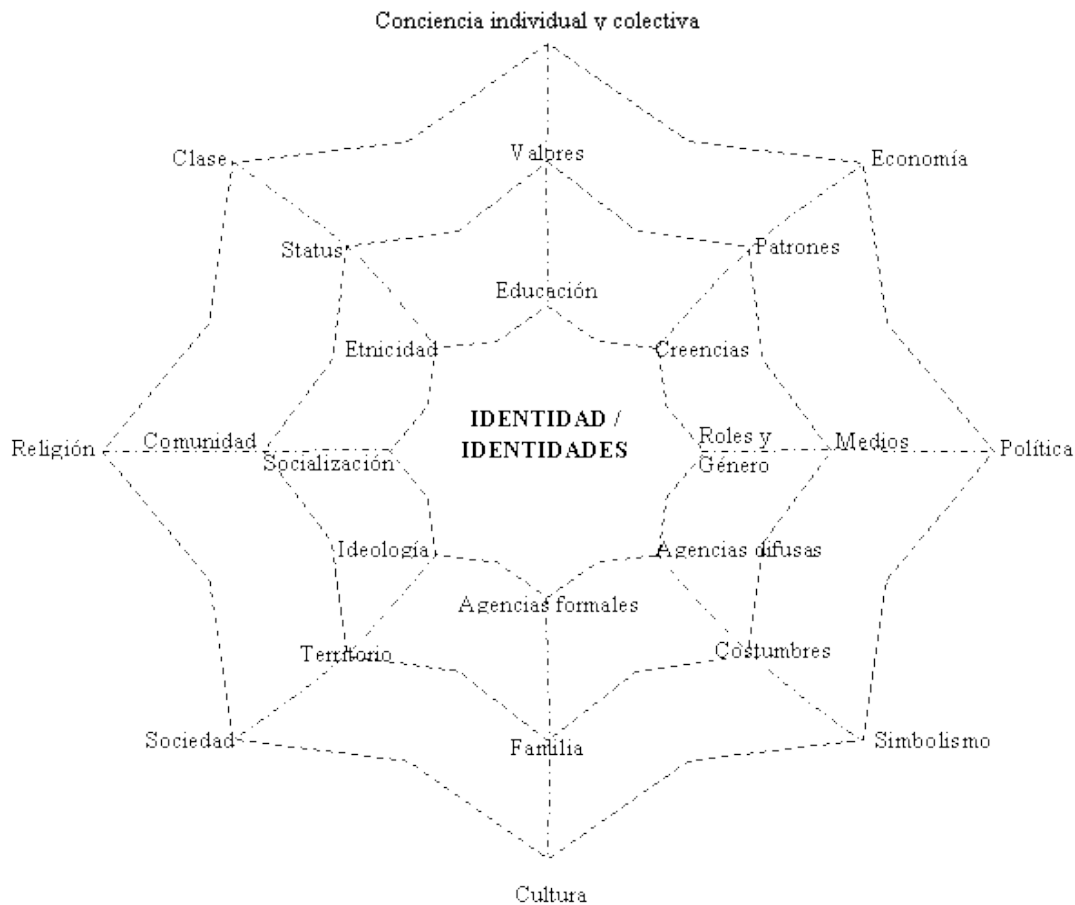 Conciencia individual y colectiva
Clase
Valores
Economía
Status
Patrones
Educación
Etnicidad
Creencias
IDENTIDAD /
IDENTIDADES
Religión
Comunidad
Socialización
Roles y
Género
Medios
Política
Ideología
Agencias difusas
Agencias formales
Territorio
Costumbres
Sociedad
Familia
Simbolismo
Cultura